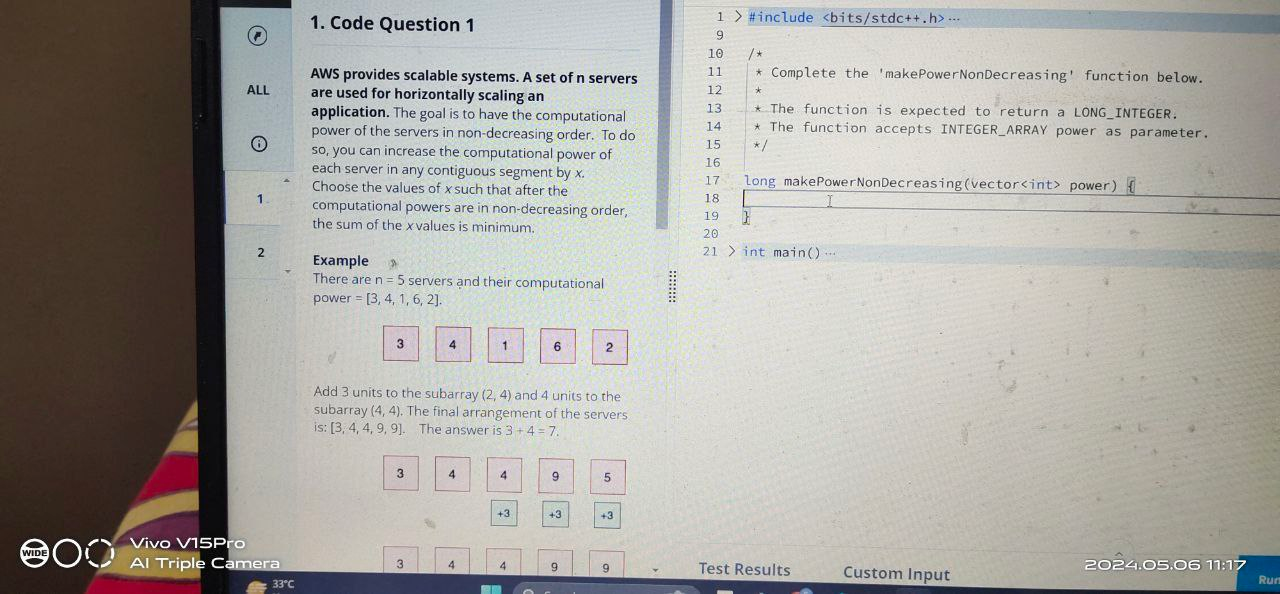 1. Code Question 1
ALL
1
2
AWS provides scalable systems. A set of n servers
are used for horizontally scaling an
application. The goal is to have the computational
power of the servers in non-decreasing order. To do
so, you can increase the computational power of
each server in any contiguous segment by x.
Choose the values of x such that after the
computational powers are in non-decreasing order,
the sum of the x values is minimum.
Example
There are n = 5 servers and their computational
power = [3, 4, 1, 6, 2].
3 4 1 6 2
Add 3 units to the subarray (2, 4) and 4 units to the
subarray (4, 4). The final arrangement of the servers
is: [3, 4, 4, 9, 9]. The answer is 3 + 4 = 7.
3 4 4 9 5
+3 +3 +3
3 4 4 9 9
1 > #include <bits/stdc++.h> ...
9
10 /*
11 * Complete the 'makePowerNonDecreasing' function below.
12 *
13 * The function is expected to return a LONG_INTEGER.
14 * The function accepts INTEGER_ARRAY power as parameter.
15 */
16
17 long makePowerNonDecreasing(vector<int> power) {
18
19 }
20
21 > int main() ...
Test Results Custom Input
Run
33°C
WIDE
Vivo V15Pro
AI Triple Camera
2024.05.06 11:17